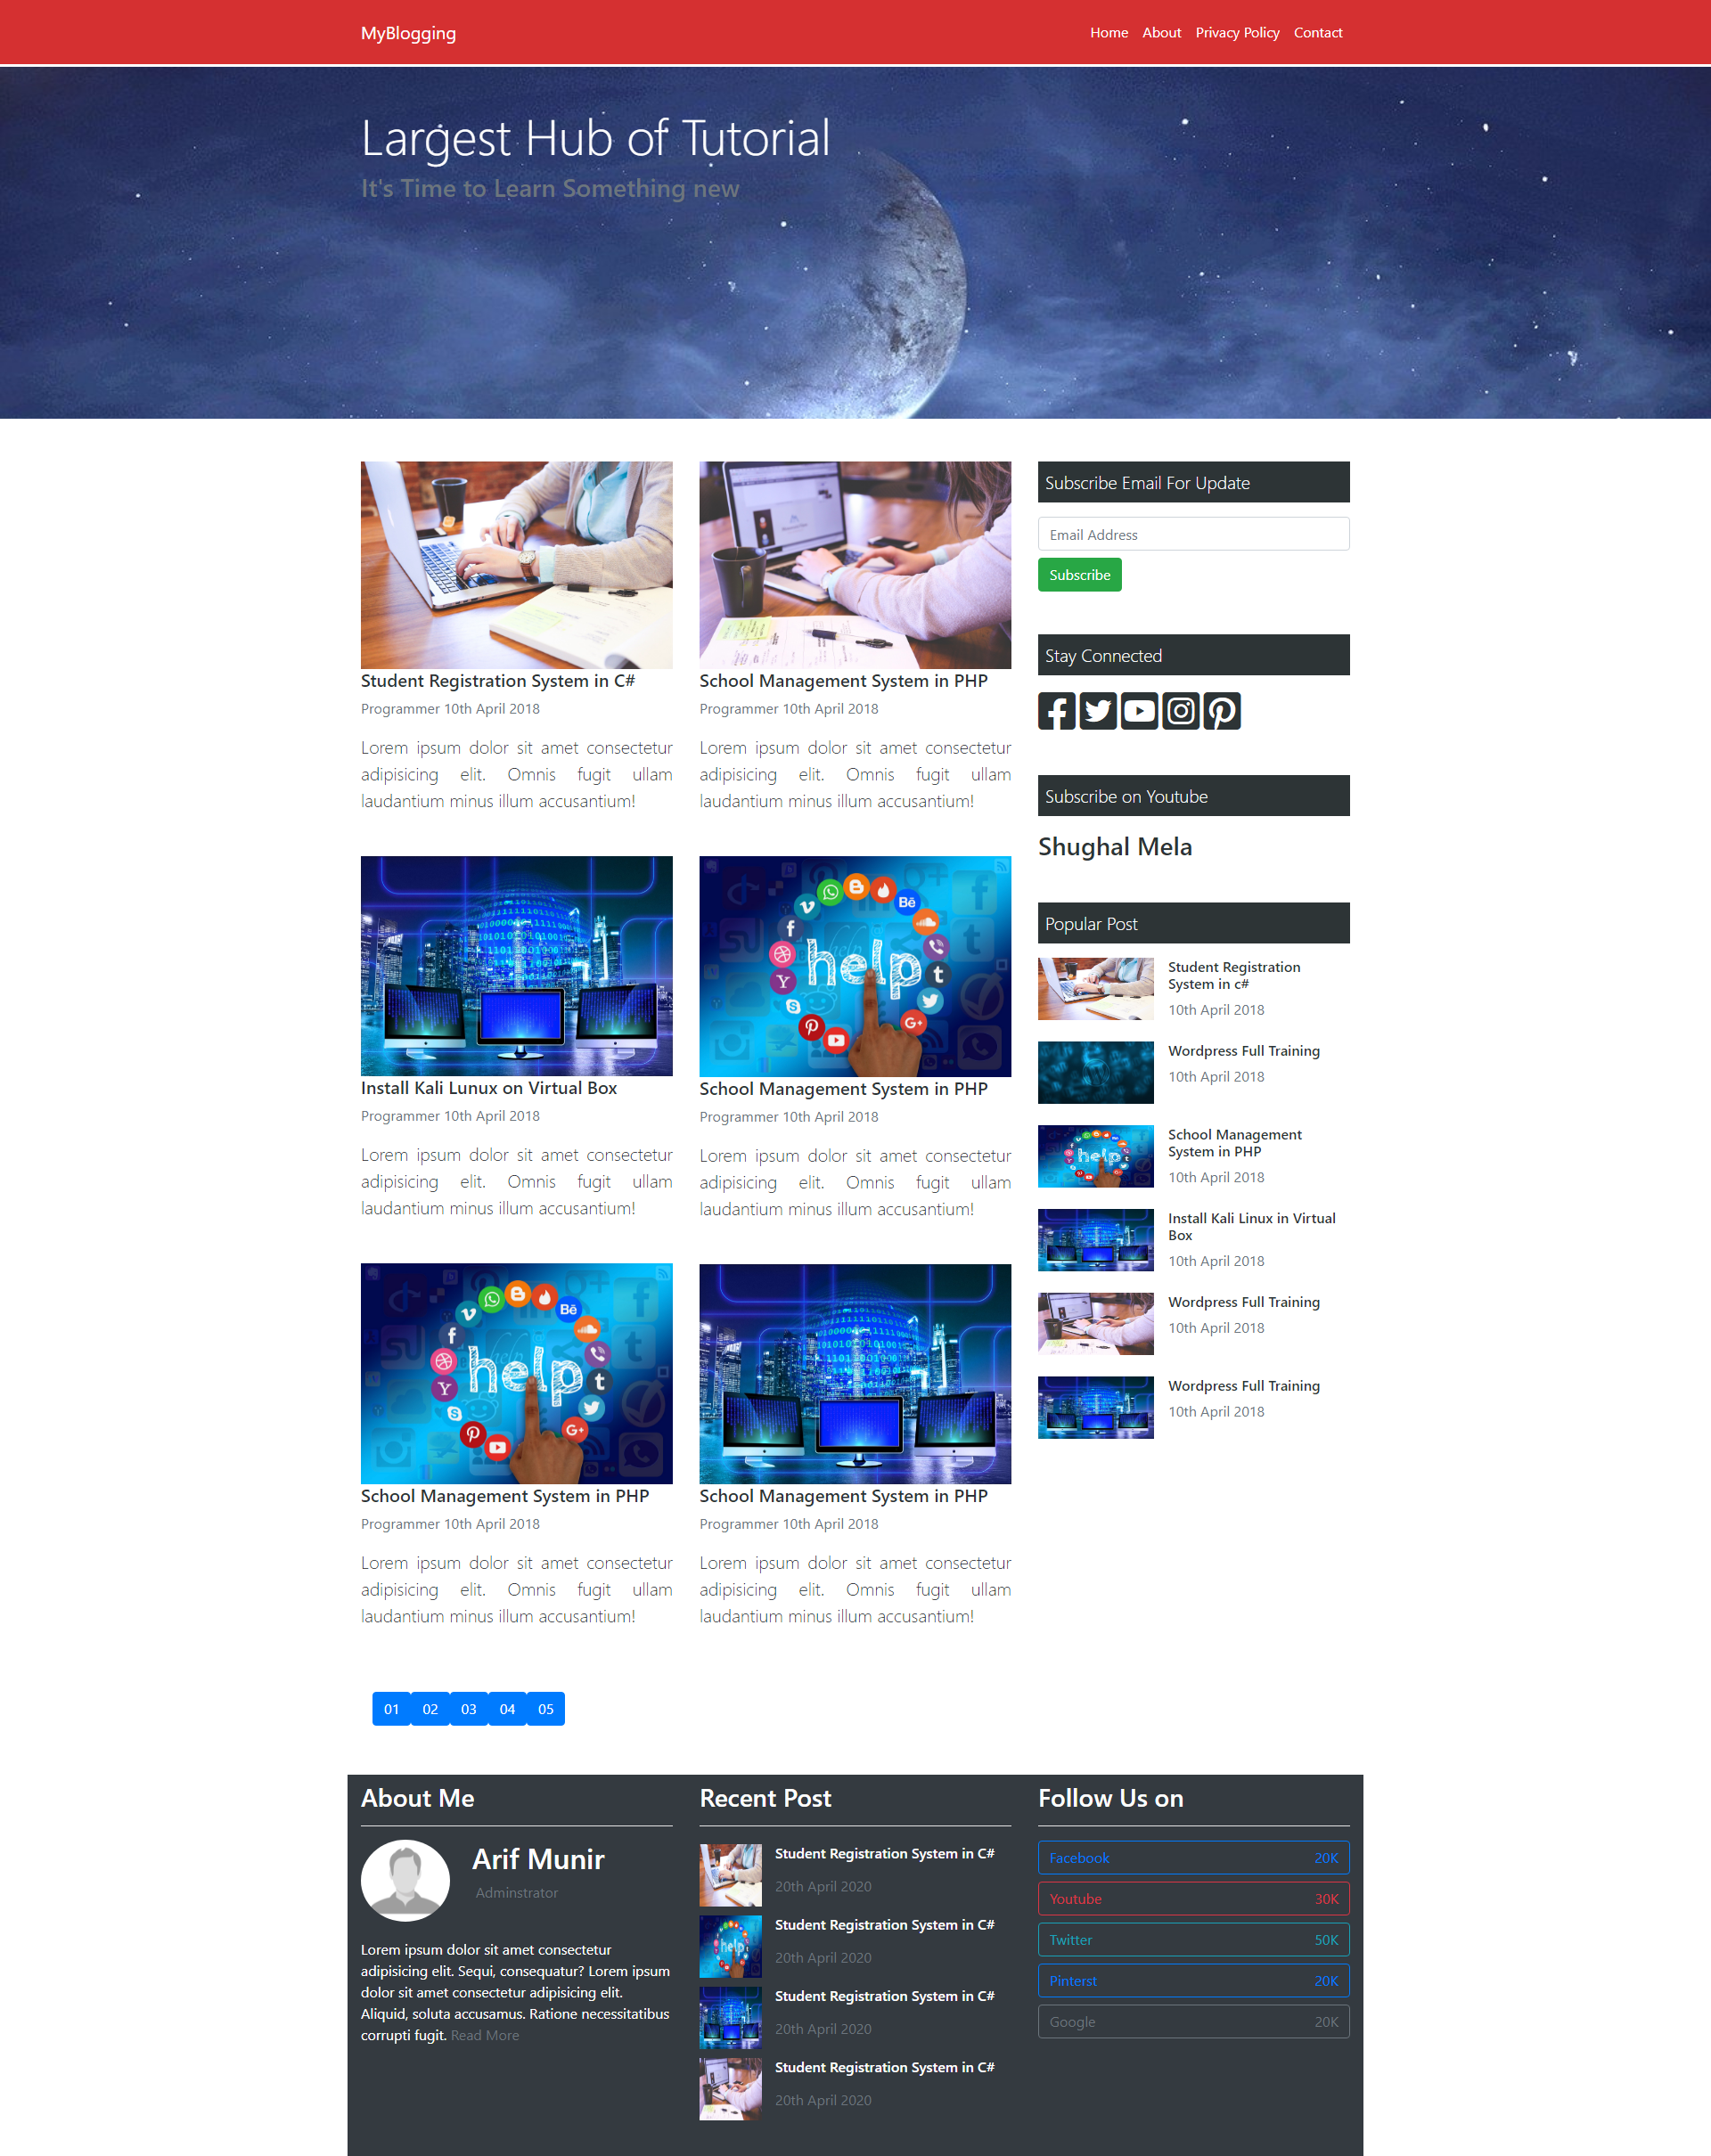 MyBlogging
Home About Privacy Policy Contact
Largest Hub of Tutorial
It's Time to Learn Something new
Student Registration System in C#
Programmer 10th April 2018
Lorem ipsum dolor sit amet consectetur
adipisicing elit. Omnis fugit ullam
laudantium minus illum accusantium!
School Management System in PHP
Programmer 10th April 2018
Lorem ipsum dolor sit amet consectetur
adipisicing elit. Omnis fugit ullam
laudantium minus illum accusantium!
Install Kali Lunux on Virtual Box
Programmer 10th April 2018
Lorem ipsum dolor sit amet consectetur
adipisicing elit. Omnis fugit ullam
laudantium minus illum accusantium!
help
School Management System in PHP
Programmer 10th April 2018
Lorem ipsum dolor sit amet consectetur
adipisicing elit. Omnis fugit ullam
laudantium minus illum accusantium!
help
School Management System in PHP
Programmer 10th April 2018
Lorem ipsum dolor sit amet consectetur
adipisicing elit. Omnis fugit ullam
laudantium minus illum accusantium!
School Management System in PHP
Programmer 10th April 2018
Lorem ipsum dolor sit amet consectetur
adipisicing elit. Omnis fugit ullam
laudantium minus illum accusantium!
01 02 03 04 05
Subscribe Email For Update
Email Address
Subscribe
Stay Connected
Subscribe on Youtube
Shughal Mela
Popular Post
Student Registration
System in c#
10th April 2018
Wordpress Full Training
10th April 2018
help
School Management
System in PHP
10th April 2018
Install Kali Linux in Virtual
Box
10th April 2018
Wordpress Full Training
10th April 2018
Wordpress Full Training
10th April 2018
About Me
Arif Munir
Adminstrator
Lorem ipsum dolor sit amet consectetur
adipisicing elit. Sequi, consequatur? Lorem ipsum
dolor sit amet consectetur adipisicing elit.
Aliquid, soluta accusamus. Ratione necessitatibus
corrupti fugit. Read More
Recent Post
Student Registration System in C#
20th April 2020
help
Student Registration System in C#
20th April 2020
Student Registration System in C#
20th April 2020
Student Registration System in C#
20th April 2020
Follow Us on
Facebook 20K
Youtube 30K
Twitter 50K
Pinterst 20K
Google 20K